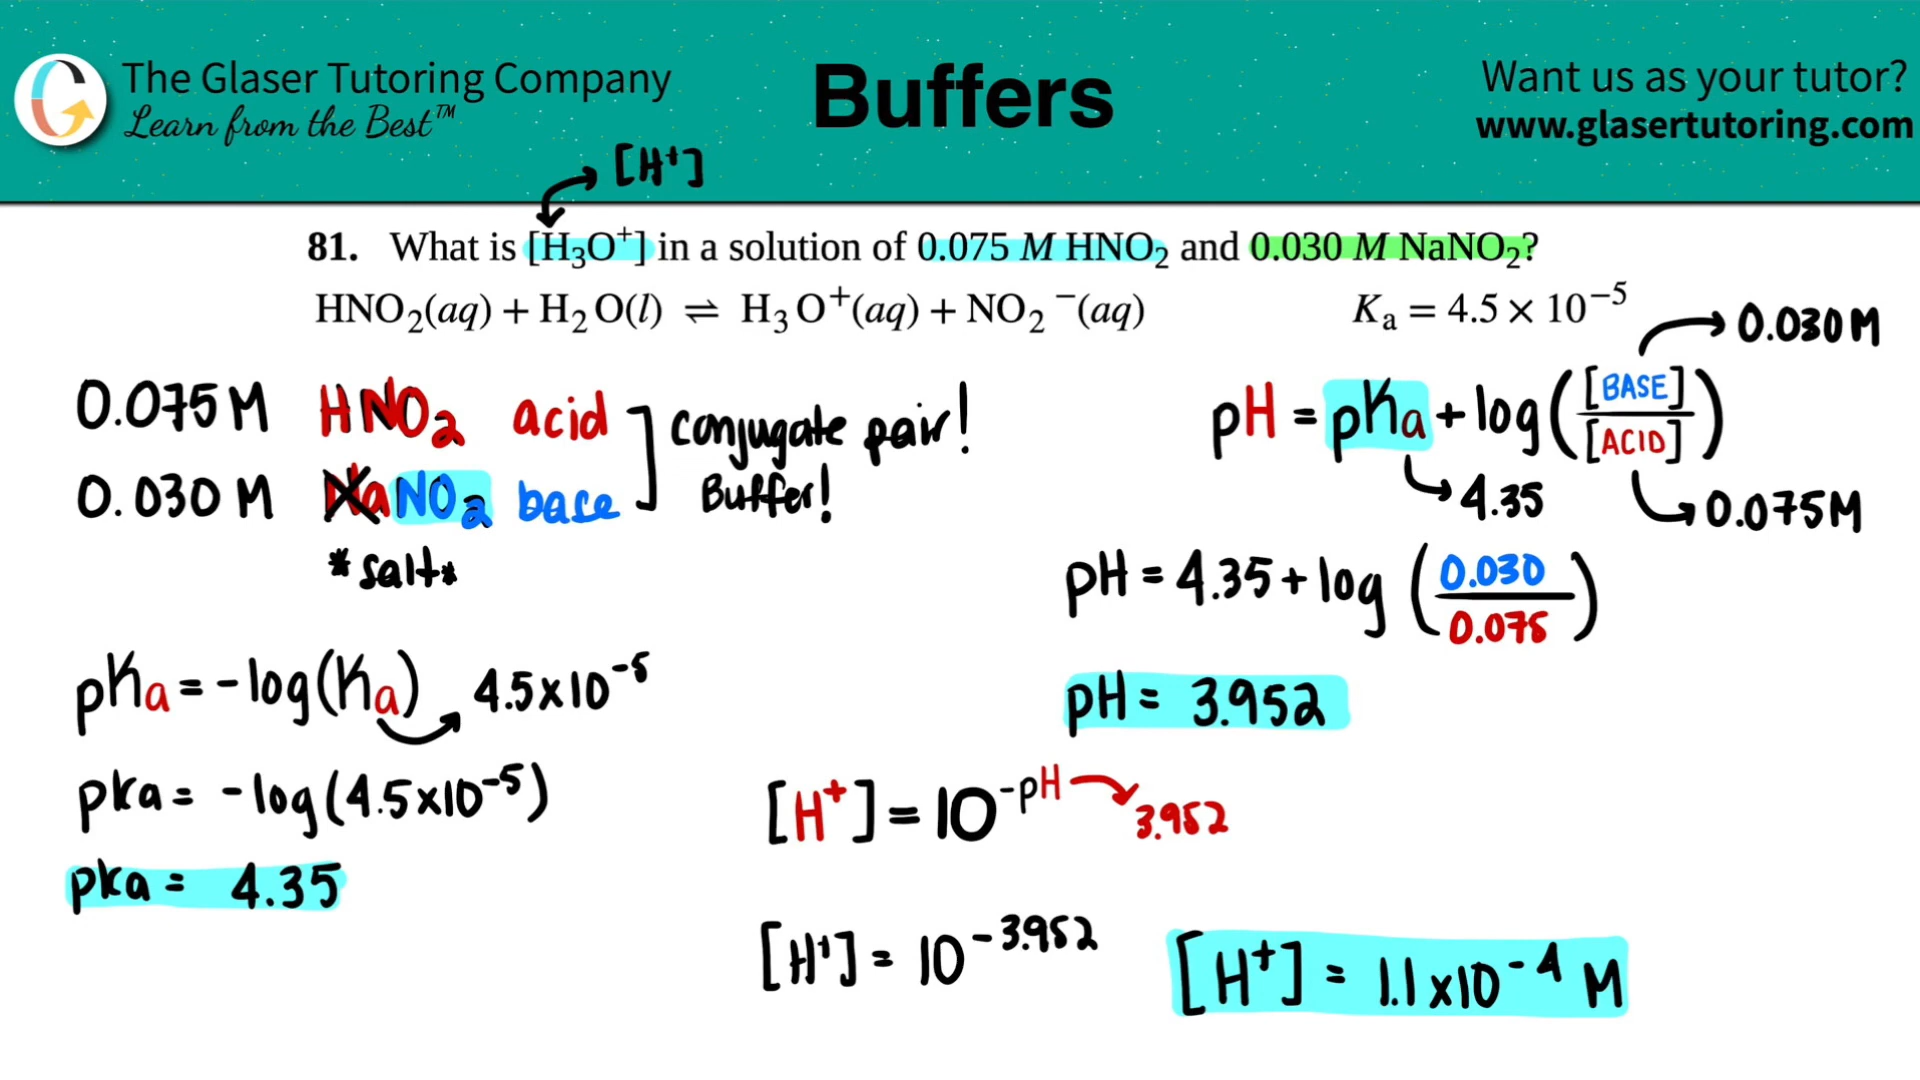 The Glaser Tutoring Company
Learn from the Best™
Buffers
Want us as your tutor?
www.glasertutoring.com
[H⁺]
81. What is [H₃O⁺] in a solution of 0.075 M HNO₂ and 0.030 M NaNO₂?
HNO₂(aq) + H₂O(l) ⇌ H₃O⁺(aq) + NO₂⁻(aq)    Kₐ = 4.5 × 10⁻⁵
0.075 M HNO₂ acid
0.030 M NaNO₂ base
*salt*
conjugate pair!
Buffer!
pKa = -log(Ka) 4.5x10⁻⁵
pka = -log(4.5x10⁻⁵)
pka = 4.35
0.030 M
pH = pKa + log([BASE]/[ACID])
4.35
0.075 M
pH = 4.35 + log(0.030/0.075)
pH = 3.952
[H⁺] = 10⁻ᵖᴴ 3.952
[H⁺] = 10⁻³·⁹⁵²
[H⁺] = 1.1x10⁻⁴ M